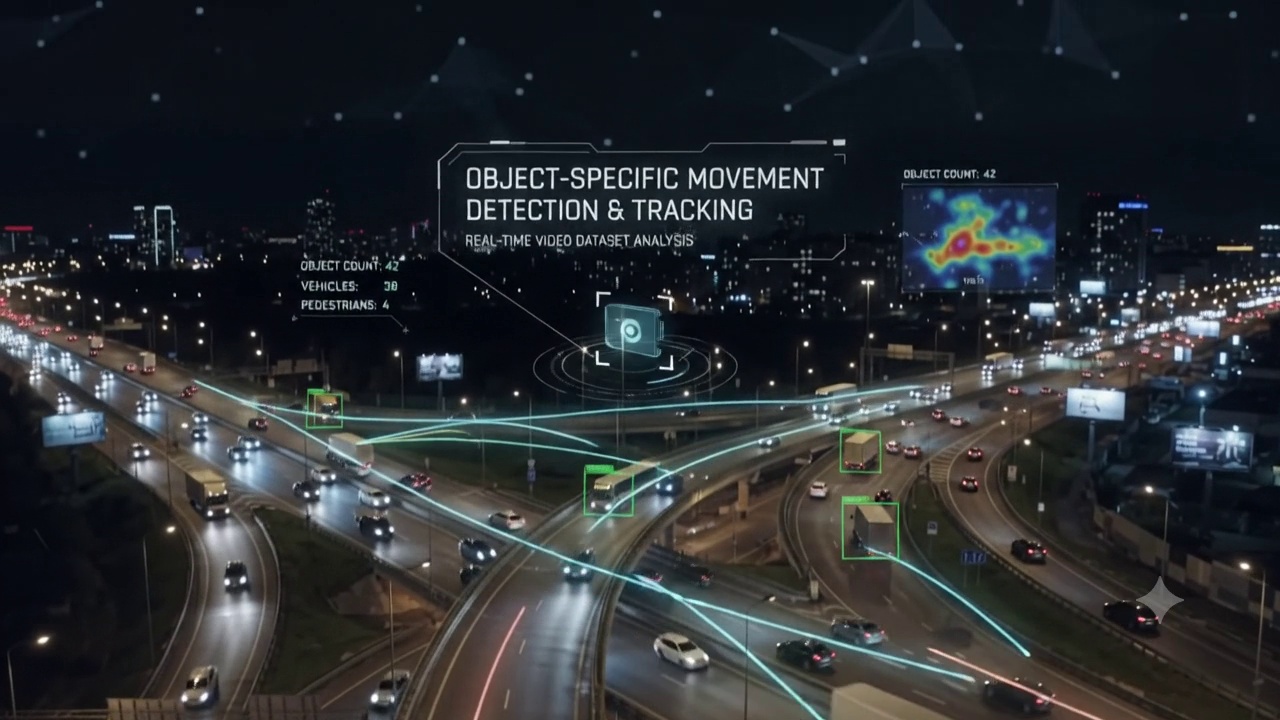 OBJECT-SPECIFIC MOVEMENT
DETECTION & TRACKING
REAL-TIME VIDEO DATASET ANALYSIS
OBJECT COUNT: 42
OBJECT COUNT: 42
VEHICLES: 38
PEDESTRIANS: 4